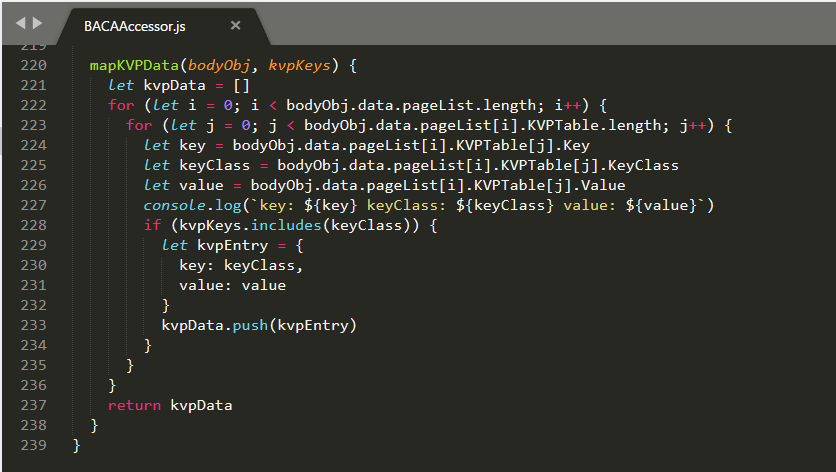 BACAAccessor.js ×
219
220 mapKVPData(bodyObj, kvpKeys) {
221 let kvpData = []
222 for (let i = 0; i < bodyObj.data.pageList.length; i++) {
223 for (let j = 0; j < bodyObj.data.pageList[i].KVPTable.length; j++) {
224 let key = bodyObj.data.pageList[i].KVPTable[j].Key
225 let keyClass = bodyObj.data.pageList[i].KVPTable[j].KeyClass
226 let value = bodyObj.data.pageList[i].KVPTable[j].Value
227 console.log(`key: ${key} keyClass: ${keyClass} value: ${value}`)
228 if (kvpKeys.includes(keyClass)) {
229 let kvpEntry = {
230 key: keyClass,
231 value: value
232 }
233 kvpData.push(kvpEntry)
234 }
235 }
236 }
237 return kvpData
238 }
239 }